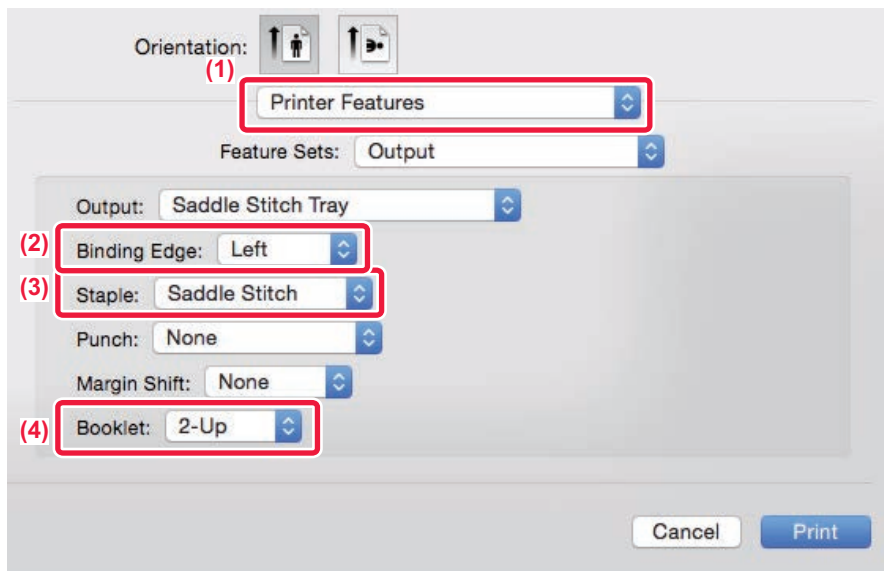 Orientation:
(1)
Printer Features
Feature Sets: Output
Output: Saddle Stitch Tray
(2) Binding Edge: Left
(3) Staple: Saddle Stitch
Punch: None
Margin Shift: None
(4) Booklet: 2-Up
Cancel Print